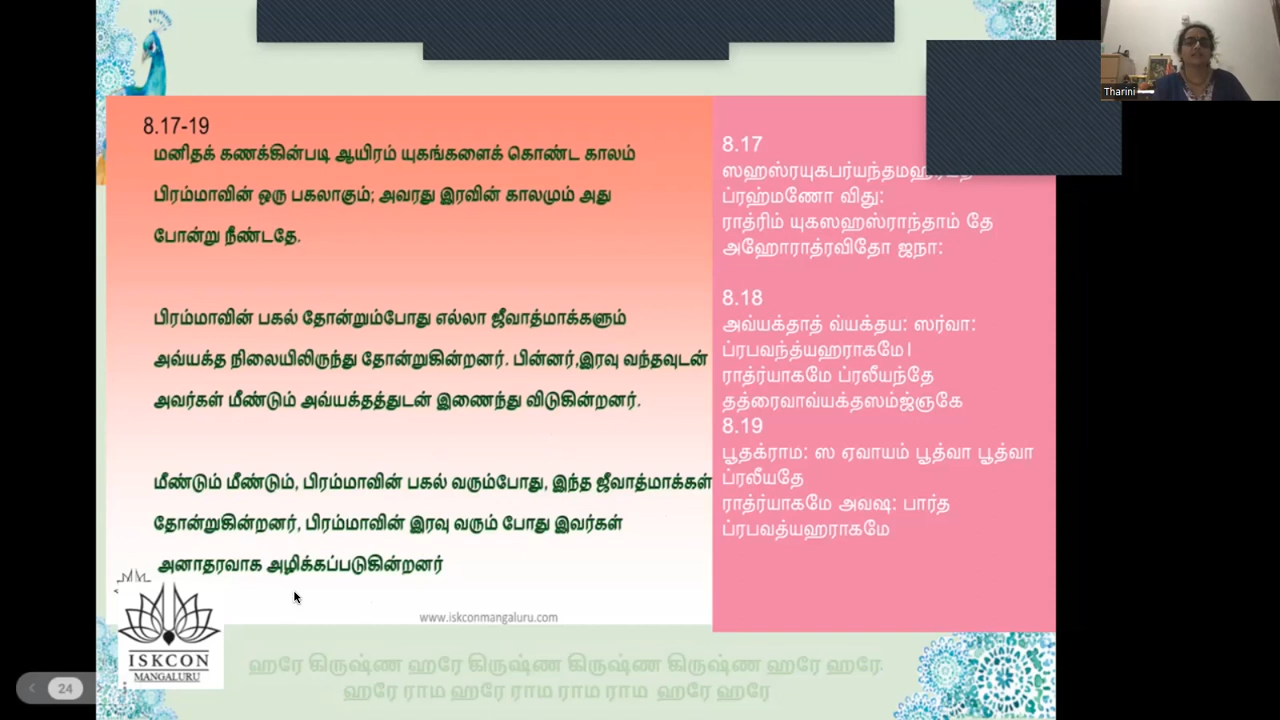 8.17-19
மனிதக் கணக்கின்படி ஆயிரம் யுகங்களைக் கொண்ட காலம்
பிரம்மாவின் ஒரு பகலாகும்; அவரது இரவின் காலமும் அது
போன்று நீண்டதே.
பிரம்மாவின் பகல் தோன்றும்போது எல்லா ஜீவாத்மாக்களும்
அவ்யக்த நிலையிலிருந்து தோன்றுகின்றனர். பின்னர்,இரவு வந்தவுடன்
அவர்கள் மீண்டும் அவ்யக்தத்துடன் இணைந்து விடுகின்றனர்.
மீண்டும் மீண்டும், பிரம்மாவின் பகல் வரும்போது, இந்த ஜீவாத்மாக்கள்
தோன்றுகின்றனர், பிரம்மாவின் இரவு வரும் போது இவர்கள்
அனாதரவாக அழிக்கப்படுகின்றனர்
www.iskconmangaluru.com
8.17
ப்ரஹ்மணோ விது:
ராத்ரிம் யுகஸஹஸ்ராந்தாம் தே
அஹோராத்ரவிதோ ஜநா:
8.18
அவ்யக்தாத் வ்யக்தய: ஸர்வா:
ப்ரபவந்த்யஹராகமே।
ராத்ர்யாகமே ப்ரலீயந்தே
தத்ரைவாவ்யக்தஸம்ஜ்ஞகே
8.19
பூதக்ராம: ஸ ஏவாயம் பூத்வா பூத்வா
ப்ரலீயதே
ராத்ர்யாகமே அவஷ: பார்த
ப்ரபவத்யஹராகமே
Tharini
ISKCON
MANGALURU
ஹரே கிருஷ்ண ஹரே கிருஷ்ண கிருஷ்ண கிருஷ்ண ஹரே ஹரே
ஹரே ராம ஹரே ராம ராம ராம ஹரே ஹரே
24